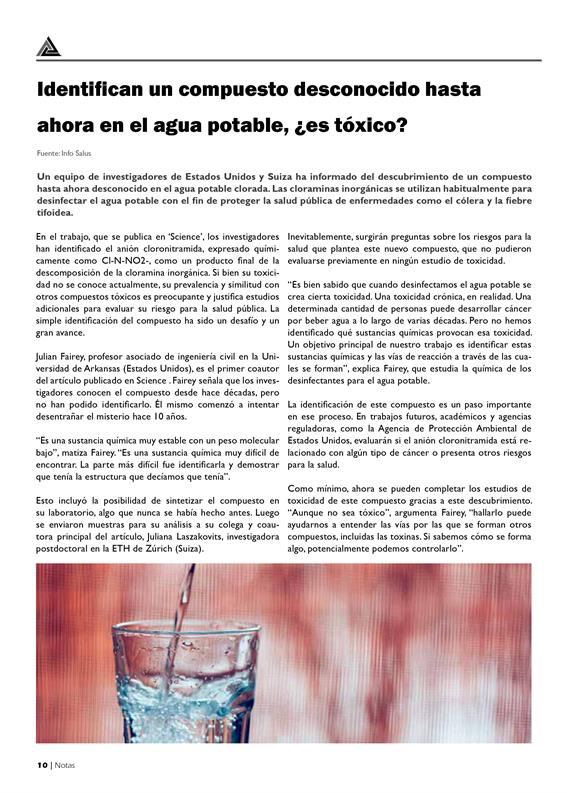 Identifican un compuesto desconocido hasta
ahora en el agua potable, ¿es tóxico?
Fuente: Info Salus
Un equipo de investigadores de Estados Unidos y Suiza ha informado del descubrimiento de un compuesto
hasta ahora desconocido en el agua potable clorada. Las cloraminas inorgánicas se utilizan habitualmente para
desinfectar el agua potable con el fin de proteger la salud pública de enfermedades como el cólera y la fiebre
tifoidea.
En el trabajo, que se publica en ‘Science’, los investigadores
han identificado el anión cloronitramida, expresado quími-
camente como Cl-N-NO2-, como un producto final de la
descomposición de la cloramina inorgánica. Si bien su toxici-
dad no se conoce actualmente, su prevalencia y similitud con
otros compuestos tóxicos es preocupante y justifica estudios
adicionales para evaluar su riesgo para la salud pública. La
simple identificación del compuesto ha sido un desafío y un
gran avance.
Julian Fairey, profesor asociado de ingeniería civil en la Uni-
versidad de Arkansas (Estados Unidos), es el primer coautor
del artículo publicado en Science . Fairey señala que los inves-
tigadores conocen el compuesto desde hace décadas, pero
no han podido identificarlo. Él mismo comenzó a intentar
desentrañar el misterio hace 10 años.
“Es una sustancia química muy estable con un peso molecular
bajo”, matiza Fairey. “Es una sustancia química muy difícil de
encontrar. La parte más difícil fue identificarla y demostrar
que tenía la estructura que decíamos que tenía”.
Esto incluyó la posibilidad de sintetizar el compuesto en
su laboratorio, algo que nunca se había hecho antes. Luego
se enviaron muestras para su análisis a su colega y coau-
tora principal del artículo, Juliana Laszakovits, investigadora
postdoctoral en la ETH de Zúrich (Suiza).
Inevitablemente, surgirán preguntas sobre los riesgos para la
salud que plantea este nuevo compuesto, que no pudieron
evaluarse previamente en ningún estudio de toxicidad.
“Es bien sabido que cuando desinfectamos el agua potable se
crea cierta toxicidad. Una toxicidad crónica, en realidad. Una
determinada cantidad de personas puede desarrollar cáncer
por beber agua a lo largo de varias décadas. Pero no hemos
identificado qué sustancias químicas provocan esa toxicidad.
Un objetivo principal de nuestro trabajo es identificar estas
sustancias químicas y las vías de reacción a través de las cua-
les se forman”, explica Fairey, que estudia la química de los
desinfectantes para el agua potable.
La identificación de este compuesto es un paso importante
en ese proceso. En trabajos futuros, académicos y agencias
reguladoras, como la Agencia de Protección Ambiental de
Estados Unidos, evaluarán si el anión cloronitramida está re-
lacionado con algún tipo de cáncer o presenta otros riesgos
para la salud.
Como mínimo, ahora se pueden completar los estudios de
toxicidad de este compuesto gracias a este descubrimiento.
“Aunque no sea tóxico”, argumenta Fairey, “hallarlo puede
ayudarnos a entender las vías por las que se forman otros
compuestos, incluidas las toxinas. Si sabemos cómo se forma
algo, potencialmente podemos controlarlo”.
10 | Notas